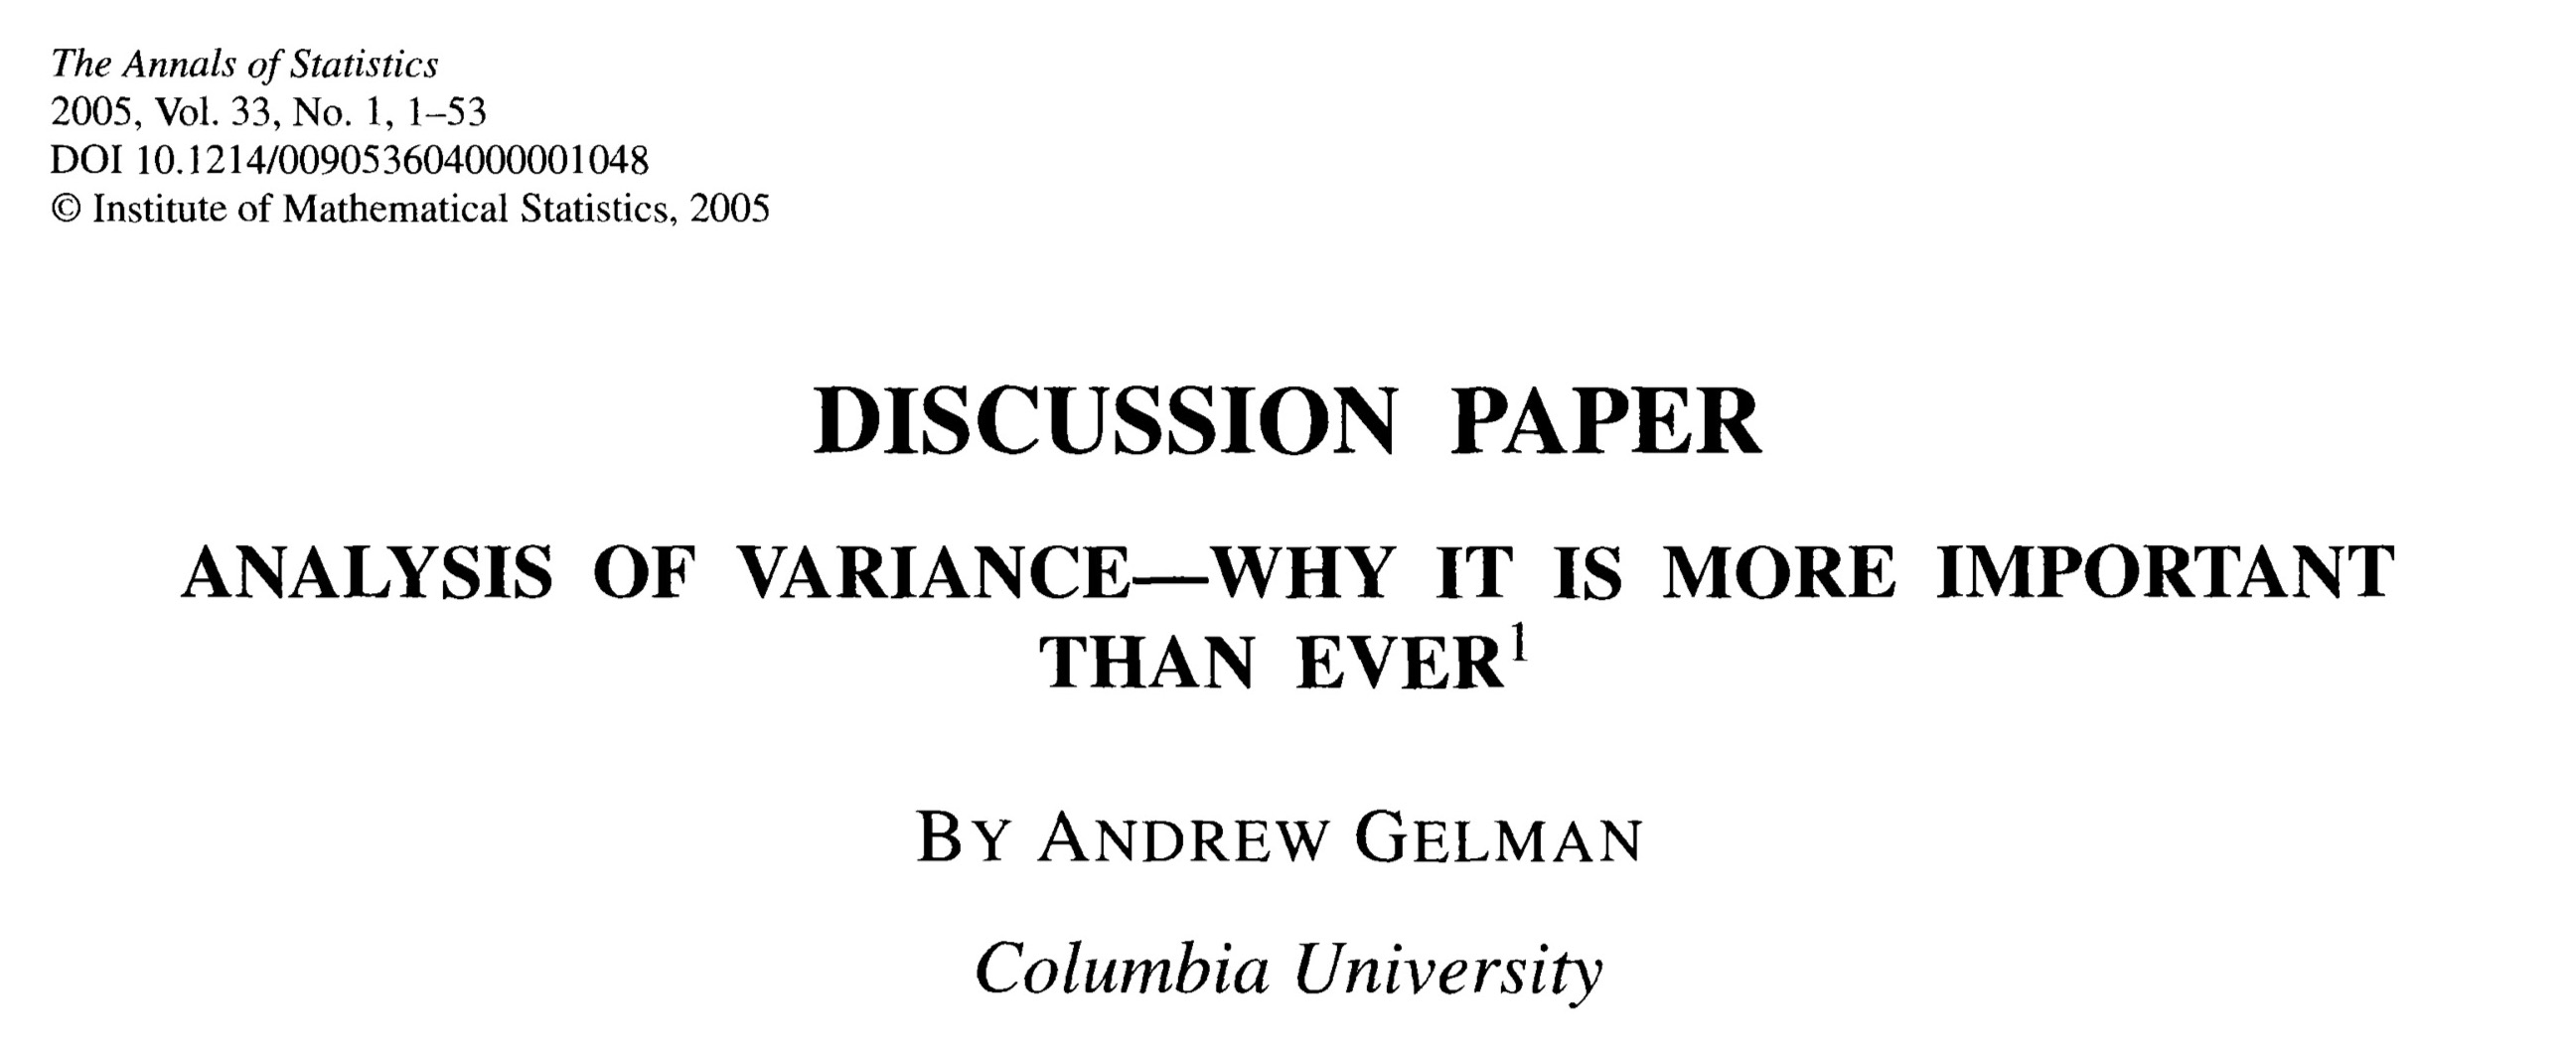 The Annals of Statistics
2005, Vol. 33, No. 1, 1–53
DOI 10.1214/009053604000001048
© Institute of Mathematical Statistics, 2005
DISCUSSION PAPER
ANALYSIS OF VARIANCE—WHY IT IS MORE IMPORTANT
THAN EVER¹
BY ANDREW GELMAN
Columbia University